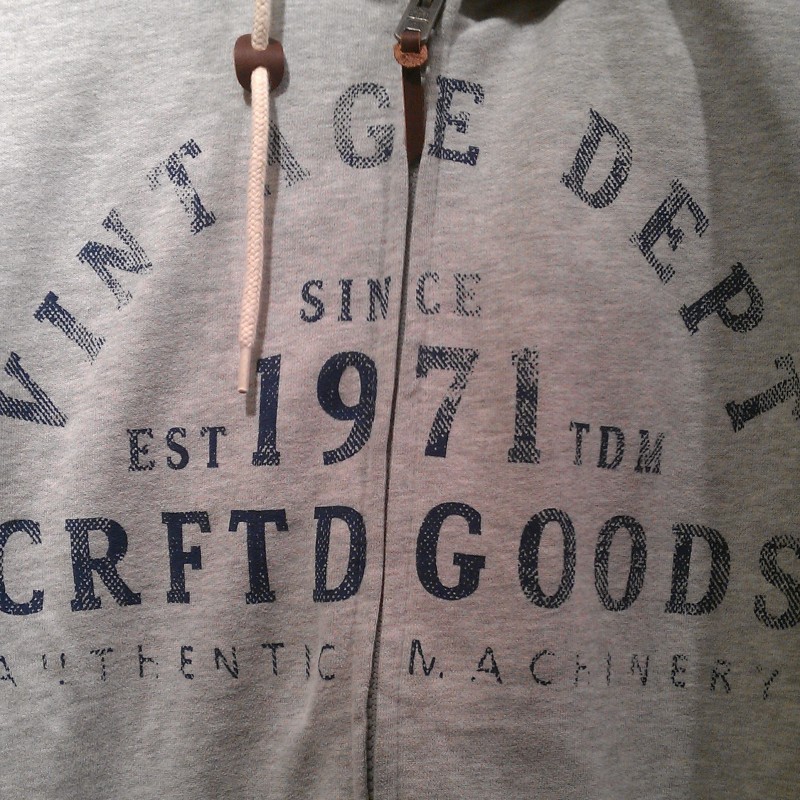 VINTAGE DEPT
SINCE
EST 1971 TDM
CRFTD GOODS
AUTHENTIC MACHINERY